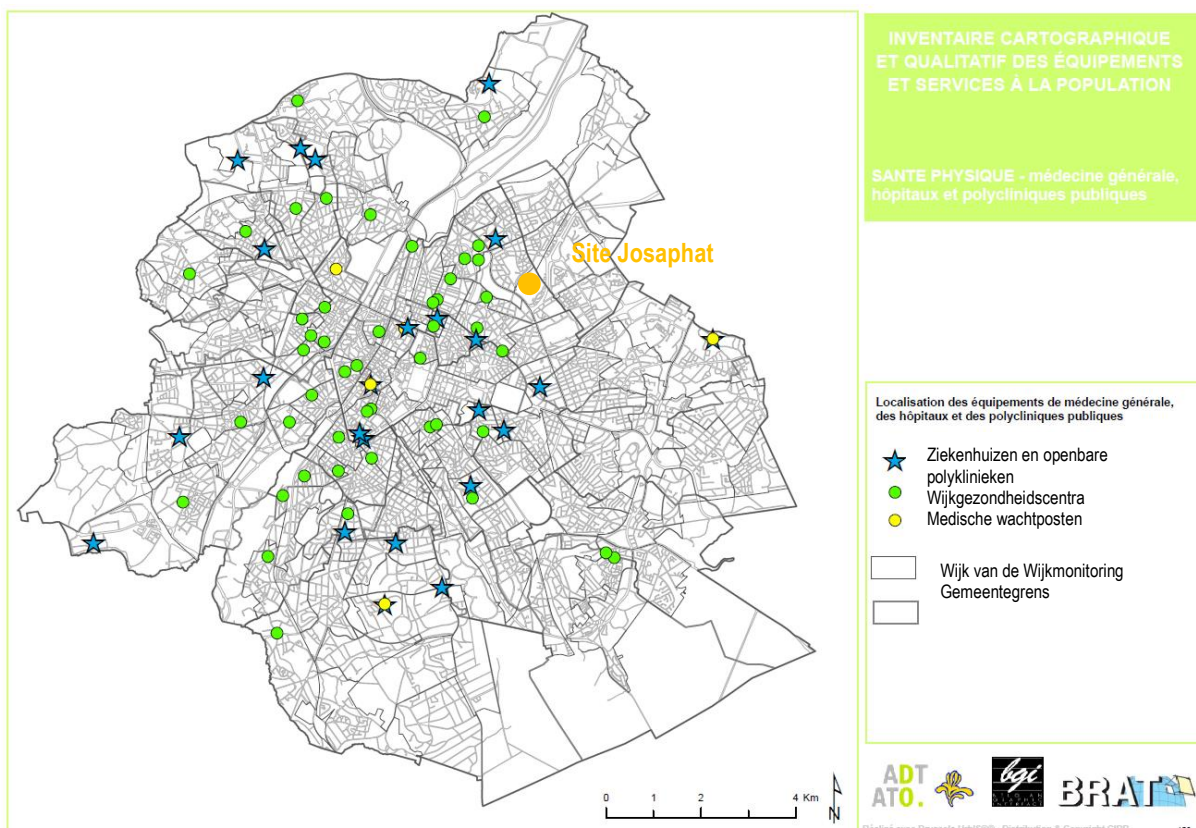 INVENTAIRE CARTOGRAPHIQUE
ET QUALITATIF DES ÉQUIPEMENTS
ET SERVICES À LA POPULATION
SANTE PHYSIQUE - médecine générale,
hôpitaux et polycliniques publiques
Site Josaphat
Localisation des équipements de médecine générale,
des hôpitaux et des polycliniques publiques
Ziekenhuizen en openbare
polyklinieken
Wijkgezondheidscentra
Medische wachtposten
Wijk van de Wijkmonitoring
Gemeentegrens
0 1 2 4 Km
N
ADT
ATO.
bgi
BRAT